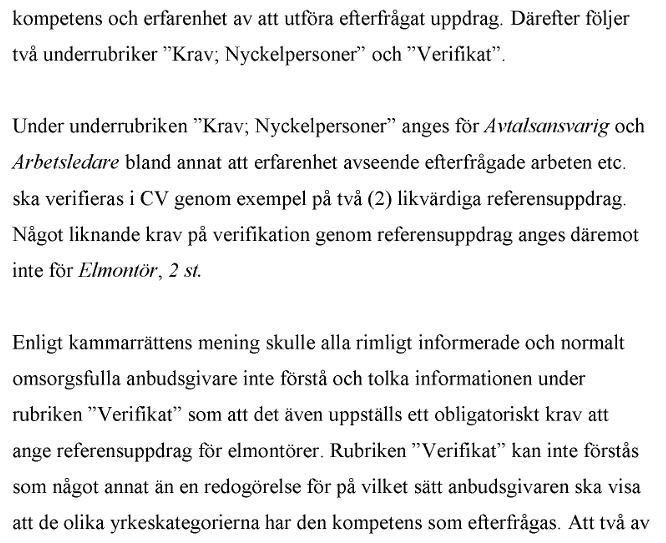 kompetens och erfarenhet av att utföra efterfrågat uppdrag. Därefter följer
två underrubriker ”Krav; Nyckelpersoner” och ”Verifikat”.
Under underrubriken ”Krav; Nyckelpersoner” anges för Avtalsansvarig och
Arbetsledare bland annat att erfarenhet avseende efterfrågade arbeten etc.
ska verifieras i CV genom exempel på två (2) likvärdiga referensuppdrag.
Något liknande krav på verifikation genom referensuppdrag anges däremot
inte för Elmontör, 2 st.
Enligt kammarrättens mening skulle alla rimligt informerade och normalt
omsorgsfulla anbudsgivare inte förstå och tolka informationen under
rubriken ”Verifikat” som att det även uppställs ett obligatoriskt krav att
ange referensuppdrag för elmontörer. Rubriken ”Verifikat” kan inte förstås
som något annat än en redogörelse för på vilket sätt anbudsgivaren ska visa
att de olika yrkeskategorierna har den kompetens som efterfrågas. Att två av